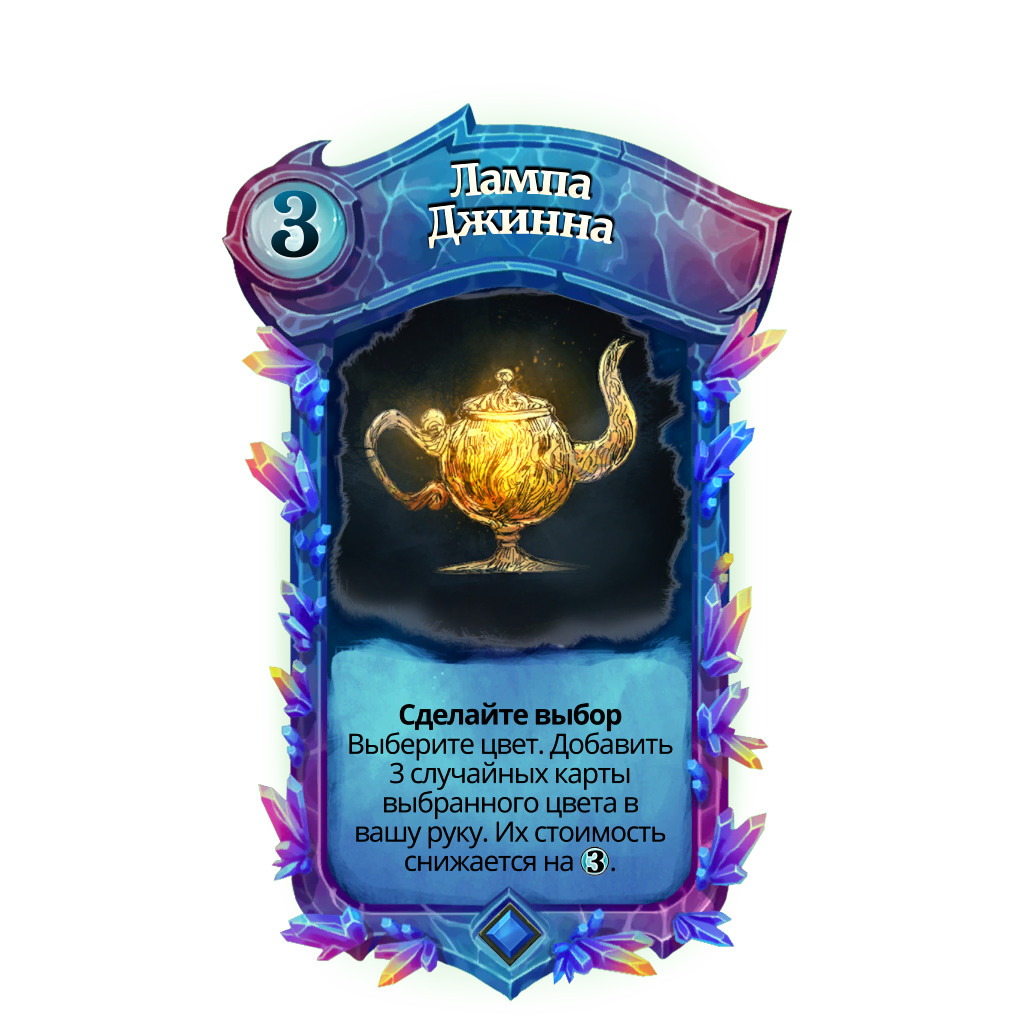 3
Лампа
Джинна
Сделайте выбор
Выберите цвет. Добавить
3 случайных карты
выбранного цвета в
вашу руку. Их стоимость
снижается на 3.